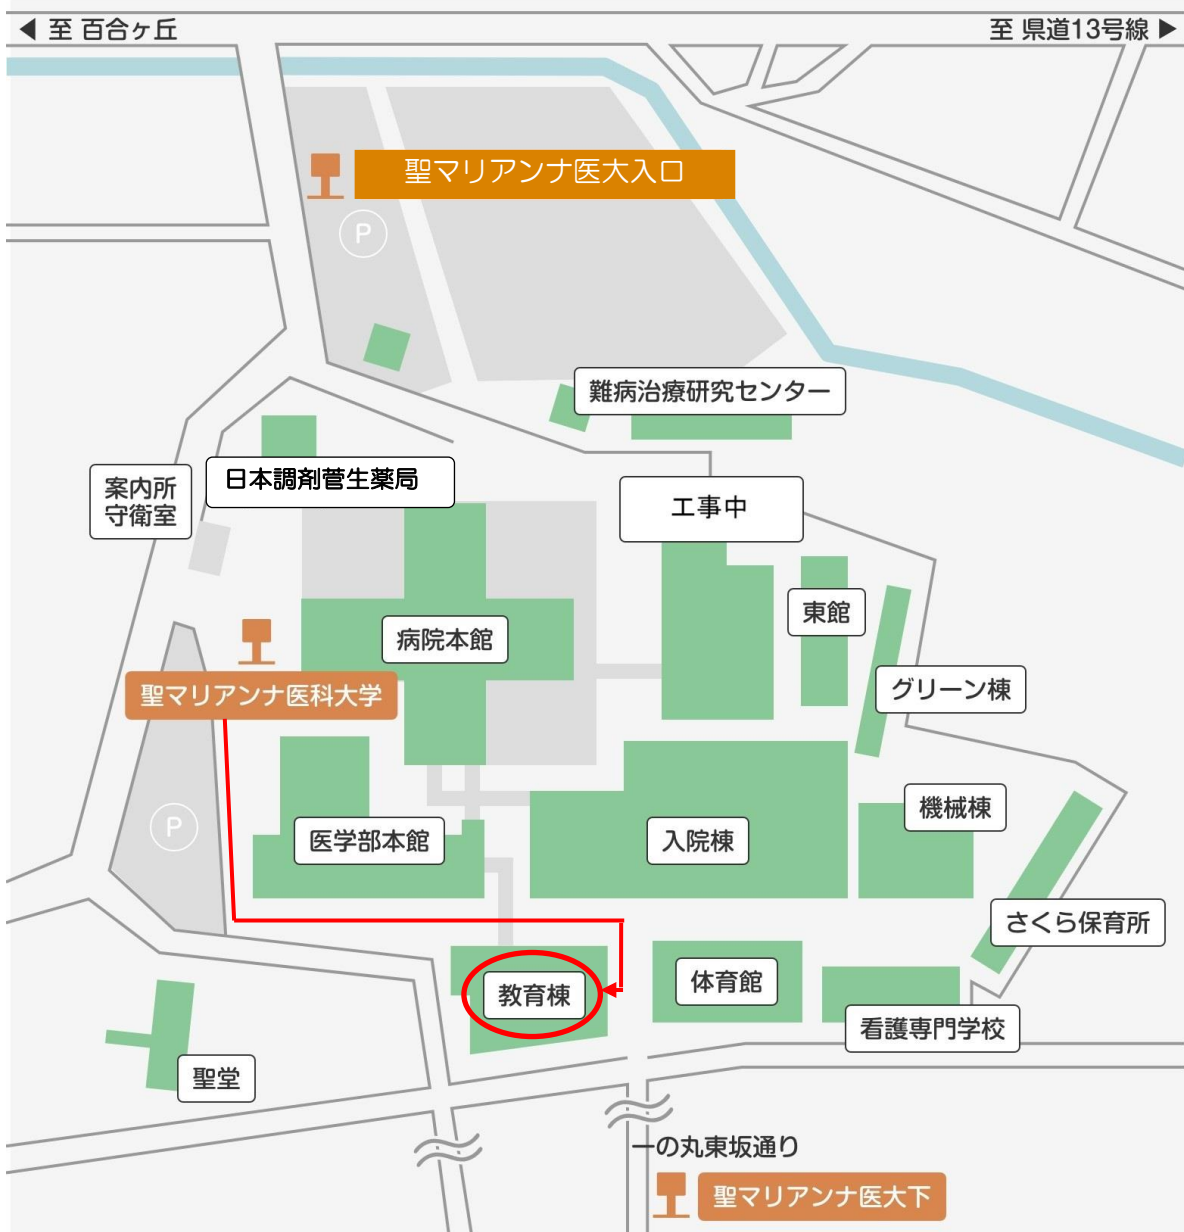 ◀ 至 百合ヶ丘
至 県道13号線 ▶
聖マリアンナ医大入口
P
難病治療研究センター
日本調剤菅生薬局
案内所
守衛室
工事中
東館
病院本館
グリーン棟
聖マリアンナ医科大学
機械棟
P
医学部本館
入院棟
さくら保育所
体育館
教育棟
看護専門学校
聖堂
一の丸東坂通り
聖マリアンナ医大下